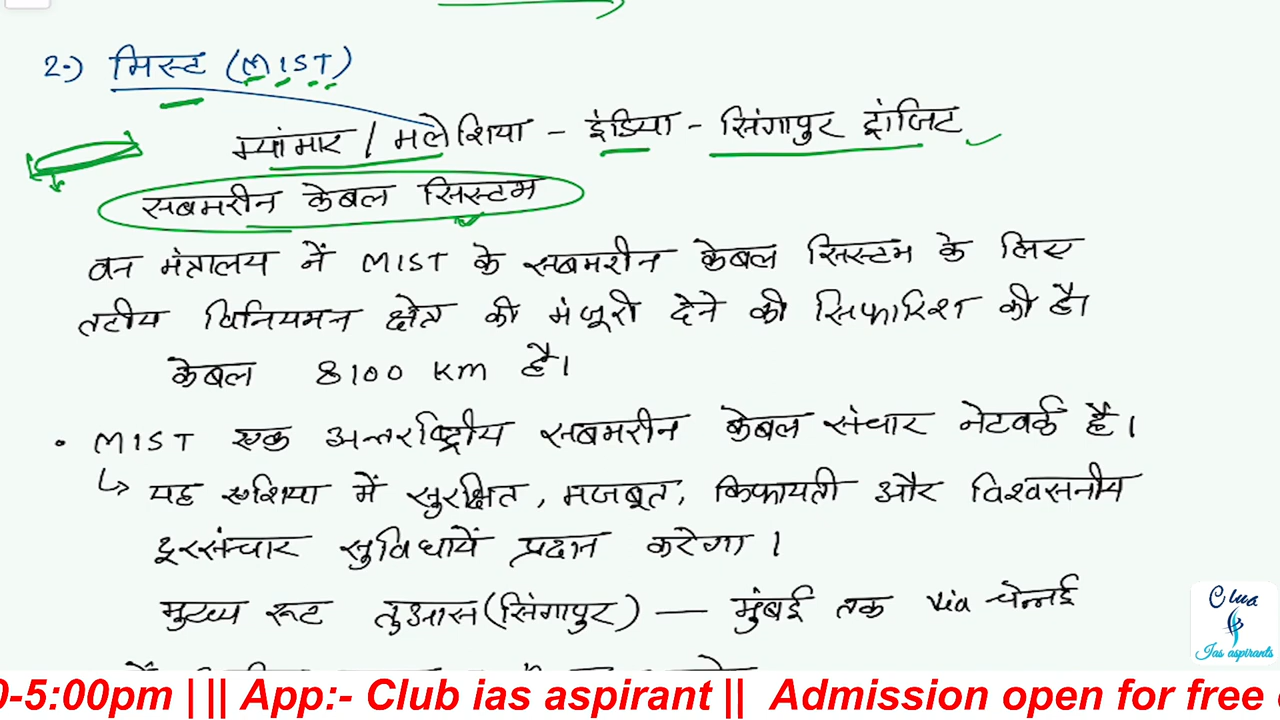 2.) मिस्ट (MIST)
म्यांमार / मलेशिया - इंडिया - सिंगापुर ट्रांजिट
सबमरीन केबल सिस्टम
वन मंत्रालय ने MIST के सबमरीन केबल सिस्टम के लिए
तटीय विनियमन क्षेत्र की मंजूरी देने की सिफारिश की है।
केबल 8100 km है।
• MIST एक अन्तर्राष्ट्रीय सबमरीन केबल संचार नेटवर्क है।
↳ यह एशिया में सुरक्षित, मजबूत, किफायती और विश्वसनीय
दूरसंचार सुविधायें प्रदान करेगा।
मुख्य रूट तुआस (सिंगापुर) — मुंबई तक via चेन्नई
Club
Ias aspirants
0-5:00pm | || App:- Club ias aspirant || Admission open for free